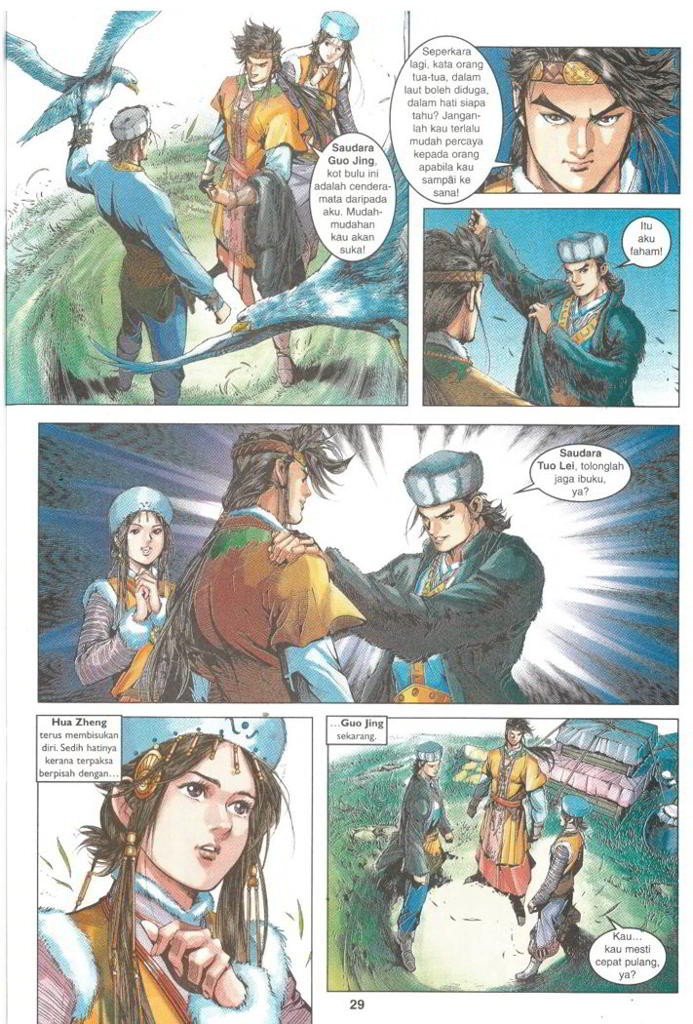 Saudara
Guo Jing,
kot bulu ini
adalah cendera-
mata daripada
aku. Mudah-
mudahan
kau akan
suka!
Seperkara
lagi, kata orang
tua-tua, dalam
laut boleh diduga,
dalam hati siapa
tahu? Jangan-
lah kau terlalu
mudah percaya
kepada orang
apabila kau
sampai ke
sana!
Itu
aku
faham!
Saudara
Tuo Lei, tolonglah
jaga ibuku,
ya?
Hua Zheng
terus membisukan
diri. Sedih hatinya
kerana terpaksa
berpisah dengan...
...Guo Jing
sekarang.
Kau...
kau mesti
cepat pulang,
ya?
29